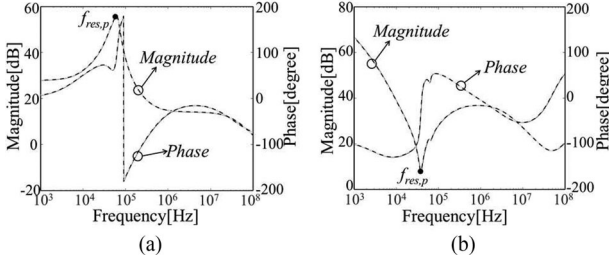 60
40
20
0
-20
Magnitude[dB]
f_res,p
Magnitude
Phase
200
100
0
-100
-200
Phase[degree]
10^3 10^4 10^5 10^6 10^7 10^8
Frequency[Hz]
(a)
80
60
40
20
0
Magnitude[dB]
Magnitude
Phase
f_res,p
200
100
0
-100
-200
Phase[degree]
10^3 10^4 10^5 10^6 10^7 10^8
Frequency[Hz]
(b)